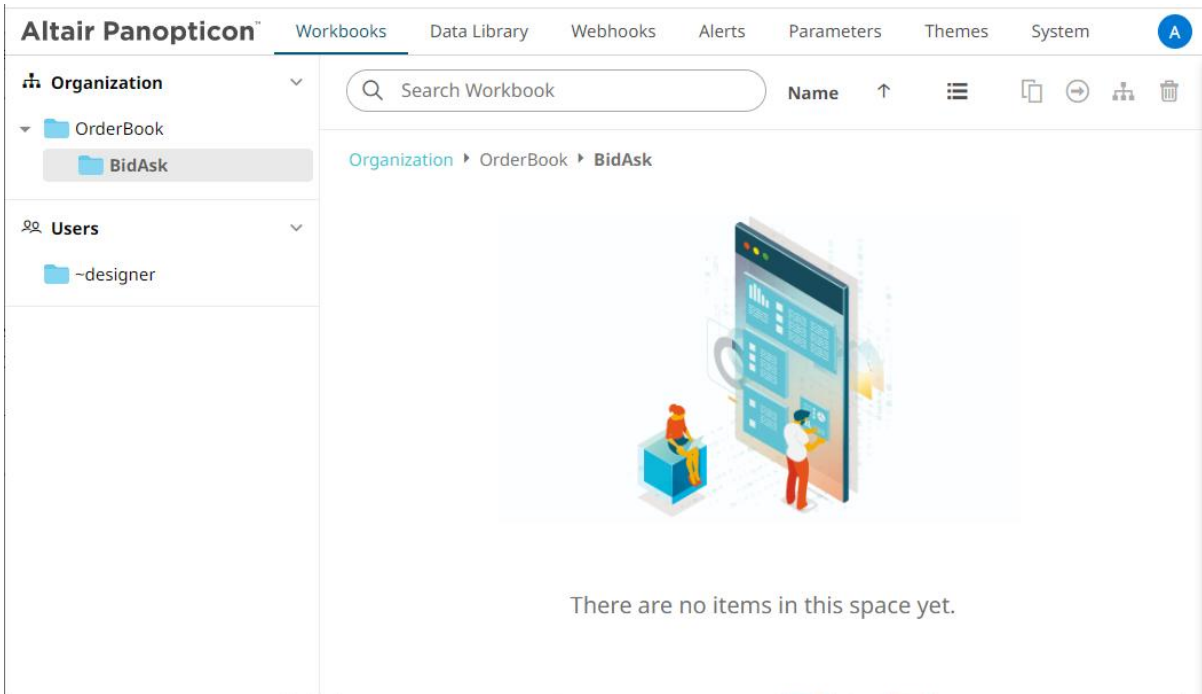 Altair Panopticon™ Workbooks Data Library Webhooks Alerts Parameters Themes System A
Organization
Search Workbook Name
OrderBook
BidAsk
Organization OrderBook BidAsk
Users
~designer
There are no items in this space yet.